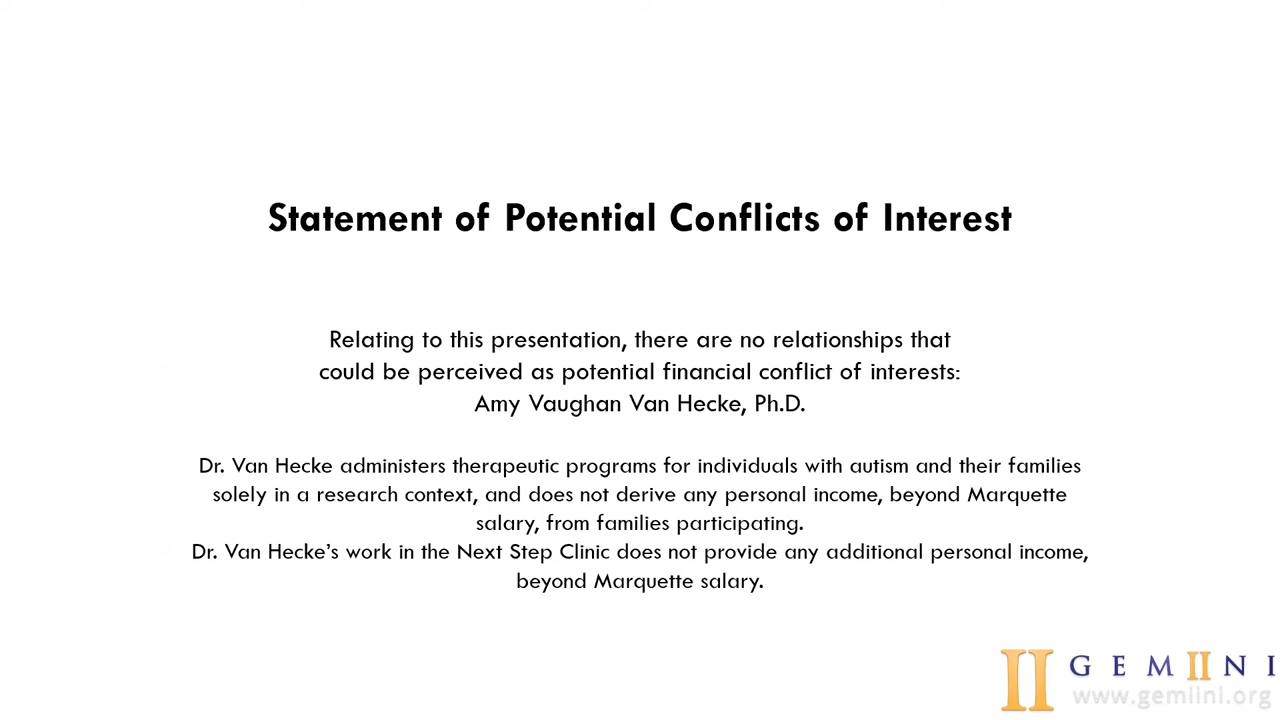 Statement of Potential Conflicts of Interest
Relating to this presentation, there are no relationships that
could be perceived as potential financial conflict of interests:
Amy Vaughan Van Hecke, Ph.D.
Dr. Van Hecke administers therapeutic programs for individuals with autism and their families
solely in a research context, and does not derive any personal income, beyond Marquette
salary, from families participating.
Dr. Van Hecke’s work in the Next Step Clinic does not provide any additional personal income,
beyond Marquette salary.
II GEMIINI
www.gemiini.org